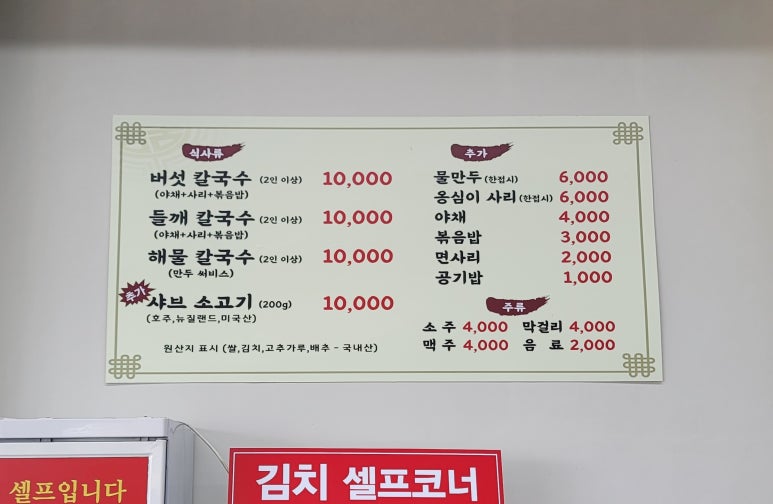 식사류
버섯 칼국수 (2인 이상) 10,000
(야채+사리+볶음밥)
들깨 칼국수 (2인 이상) 10,000
(야채+사리+볶음밥)
해물 칼국수 (2인 이상) 10,000
(만두 써비스)
추가
샤브 소고기 (200g) 10,000
(호주,뉴질랜드,미국산)
원산지 표시 (쌀,김치,고추가루,배추 - 국내산)
추가
물만두 (한접시) 6,000
옹심이 사리 (한접시) 6,000
야채 4,000
볶음밥 3,000
면사리 2,000
공기밥 1,000
주류
소 주 4,000 막걸리 4,000
맥 주 4,000 음 료 2,000
셀프입니다
김치 셀프코너